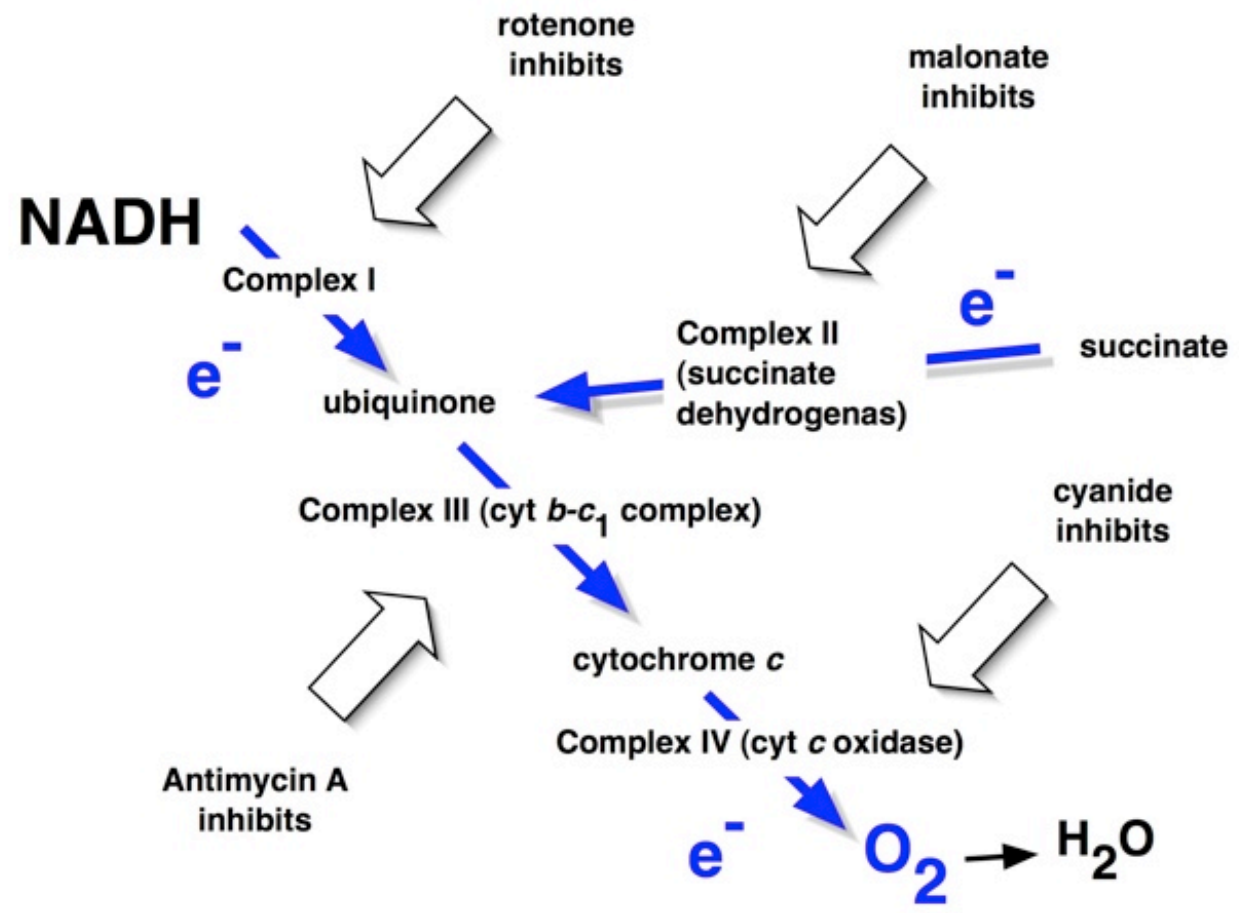 rotenone
inhibits
malonate
inhibits
NADH
Complex I
e-
succinate
Complex II
(succinate
dehydrogenas)
e-
ubiquinone
Complex III (cyt b-c1 complex)
cyanide
inhibits
cytochrome c
Complex IV (cyt c oxidase)
Antimycin A
inhibits
e-
O2
H2O